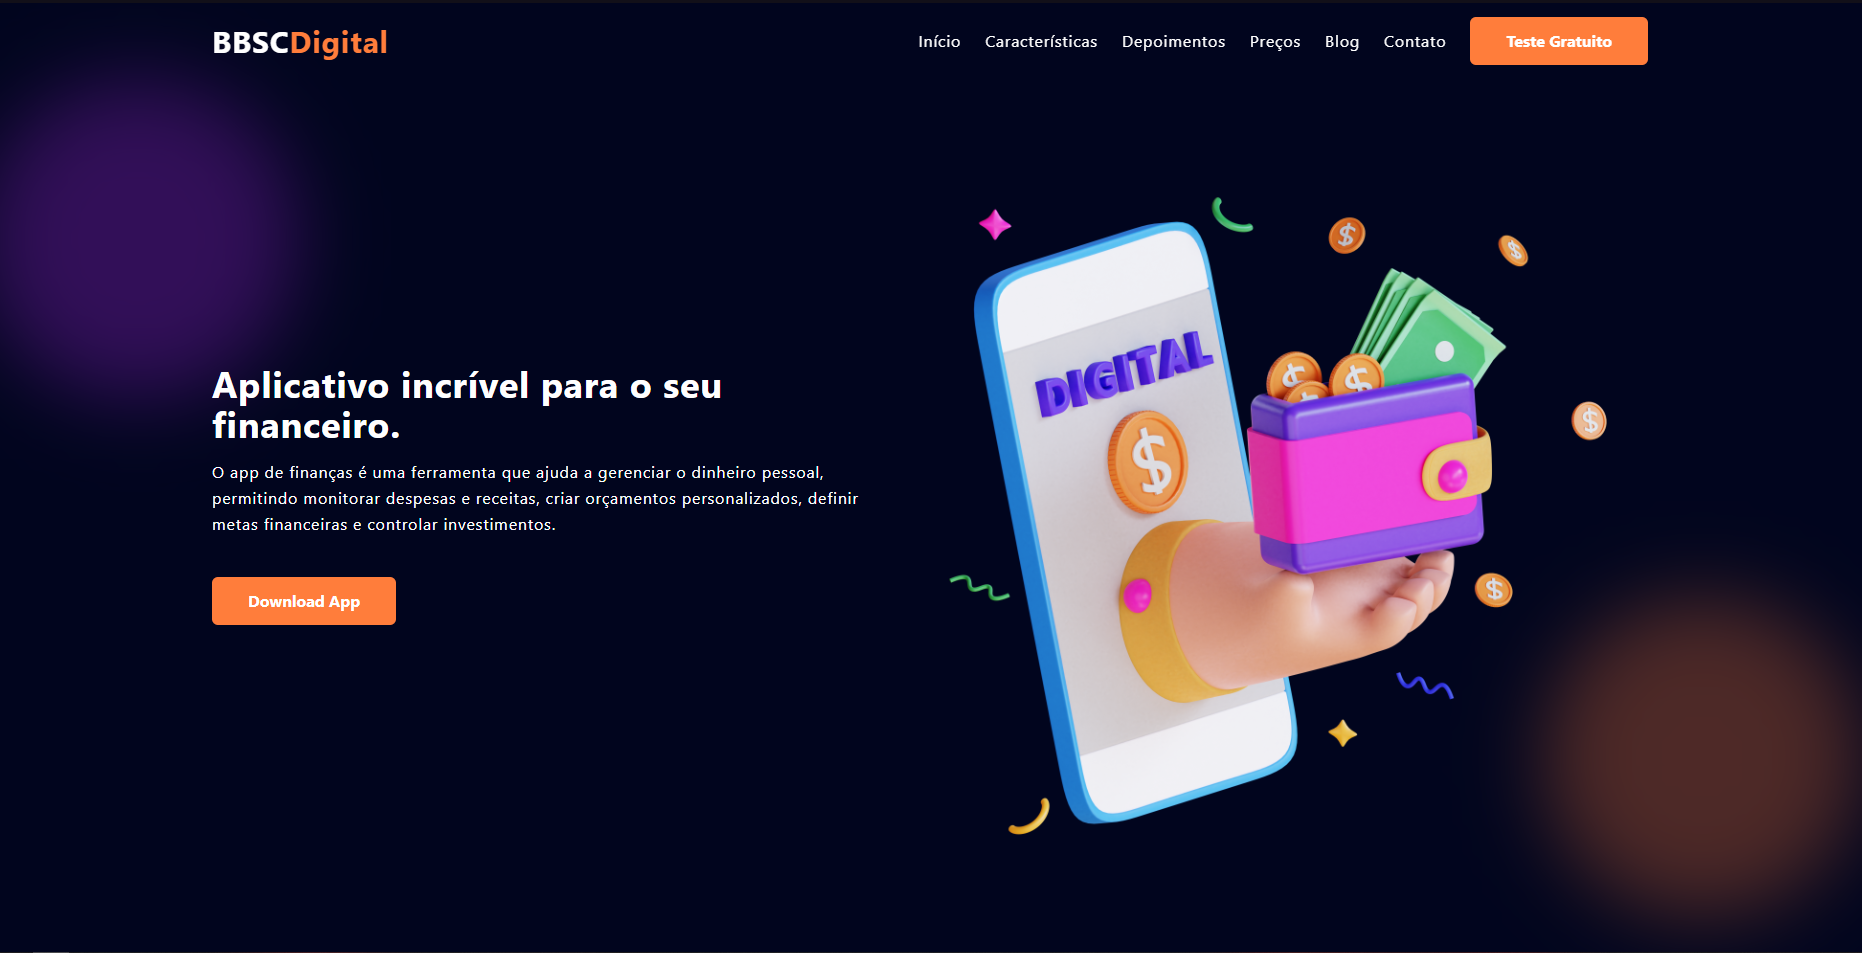 BBSCDigital
Início Características Depoimentos Preços Blog Contato Teste Gratuito
Aplicativo incrível para o seu
financeiro.
O app de finanças é uma ferramenta que ajuda a gerenciar o dinheiro pessoal,
permitindo monitorar despesas e receitas, criar orçamentos personalizados, definir
metas financeiras e controlar investimentos.
Download App
DIGITAL
$
$
$
$
$
$
$